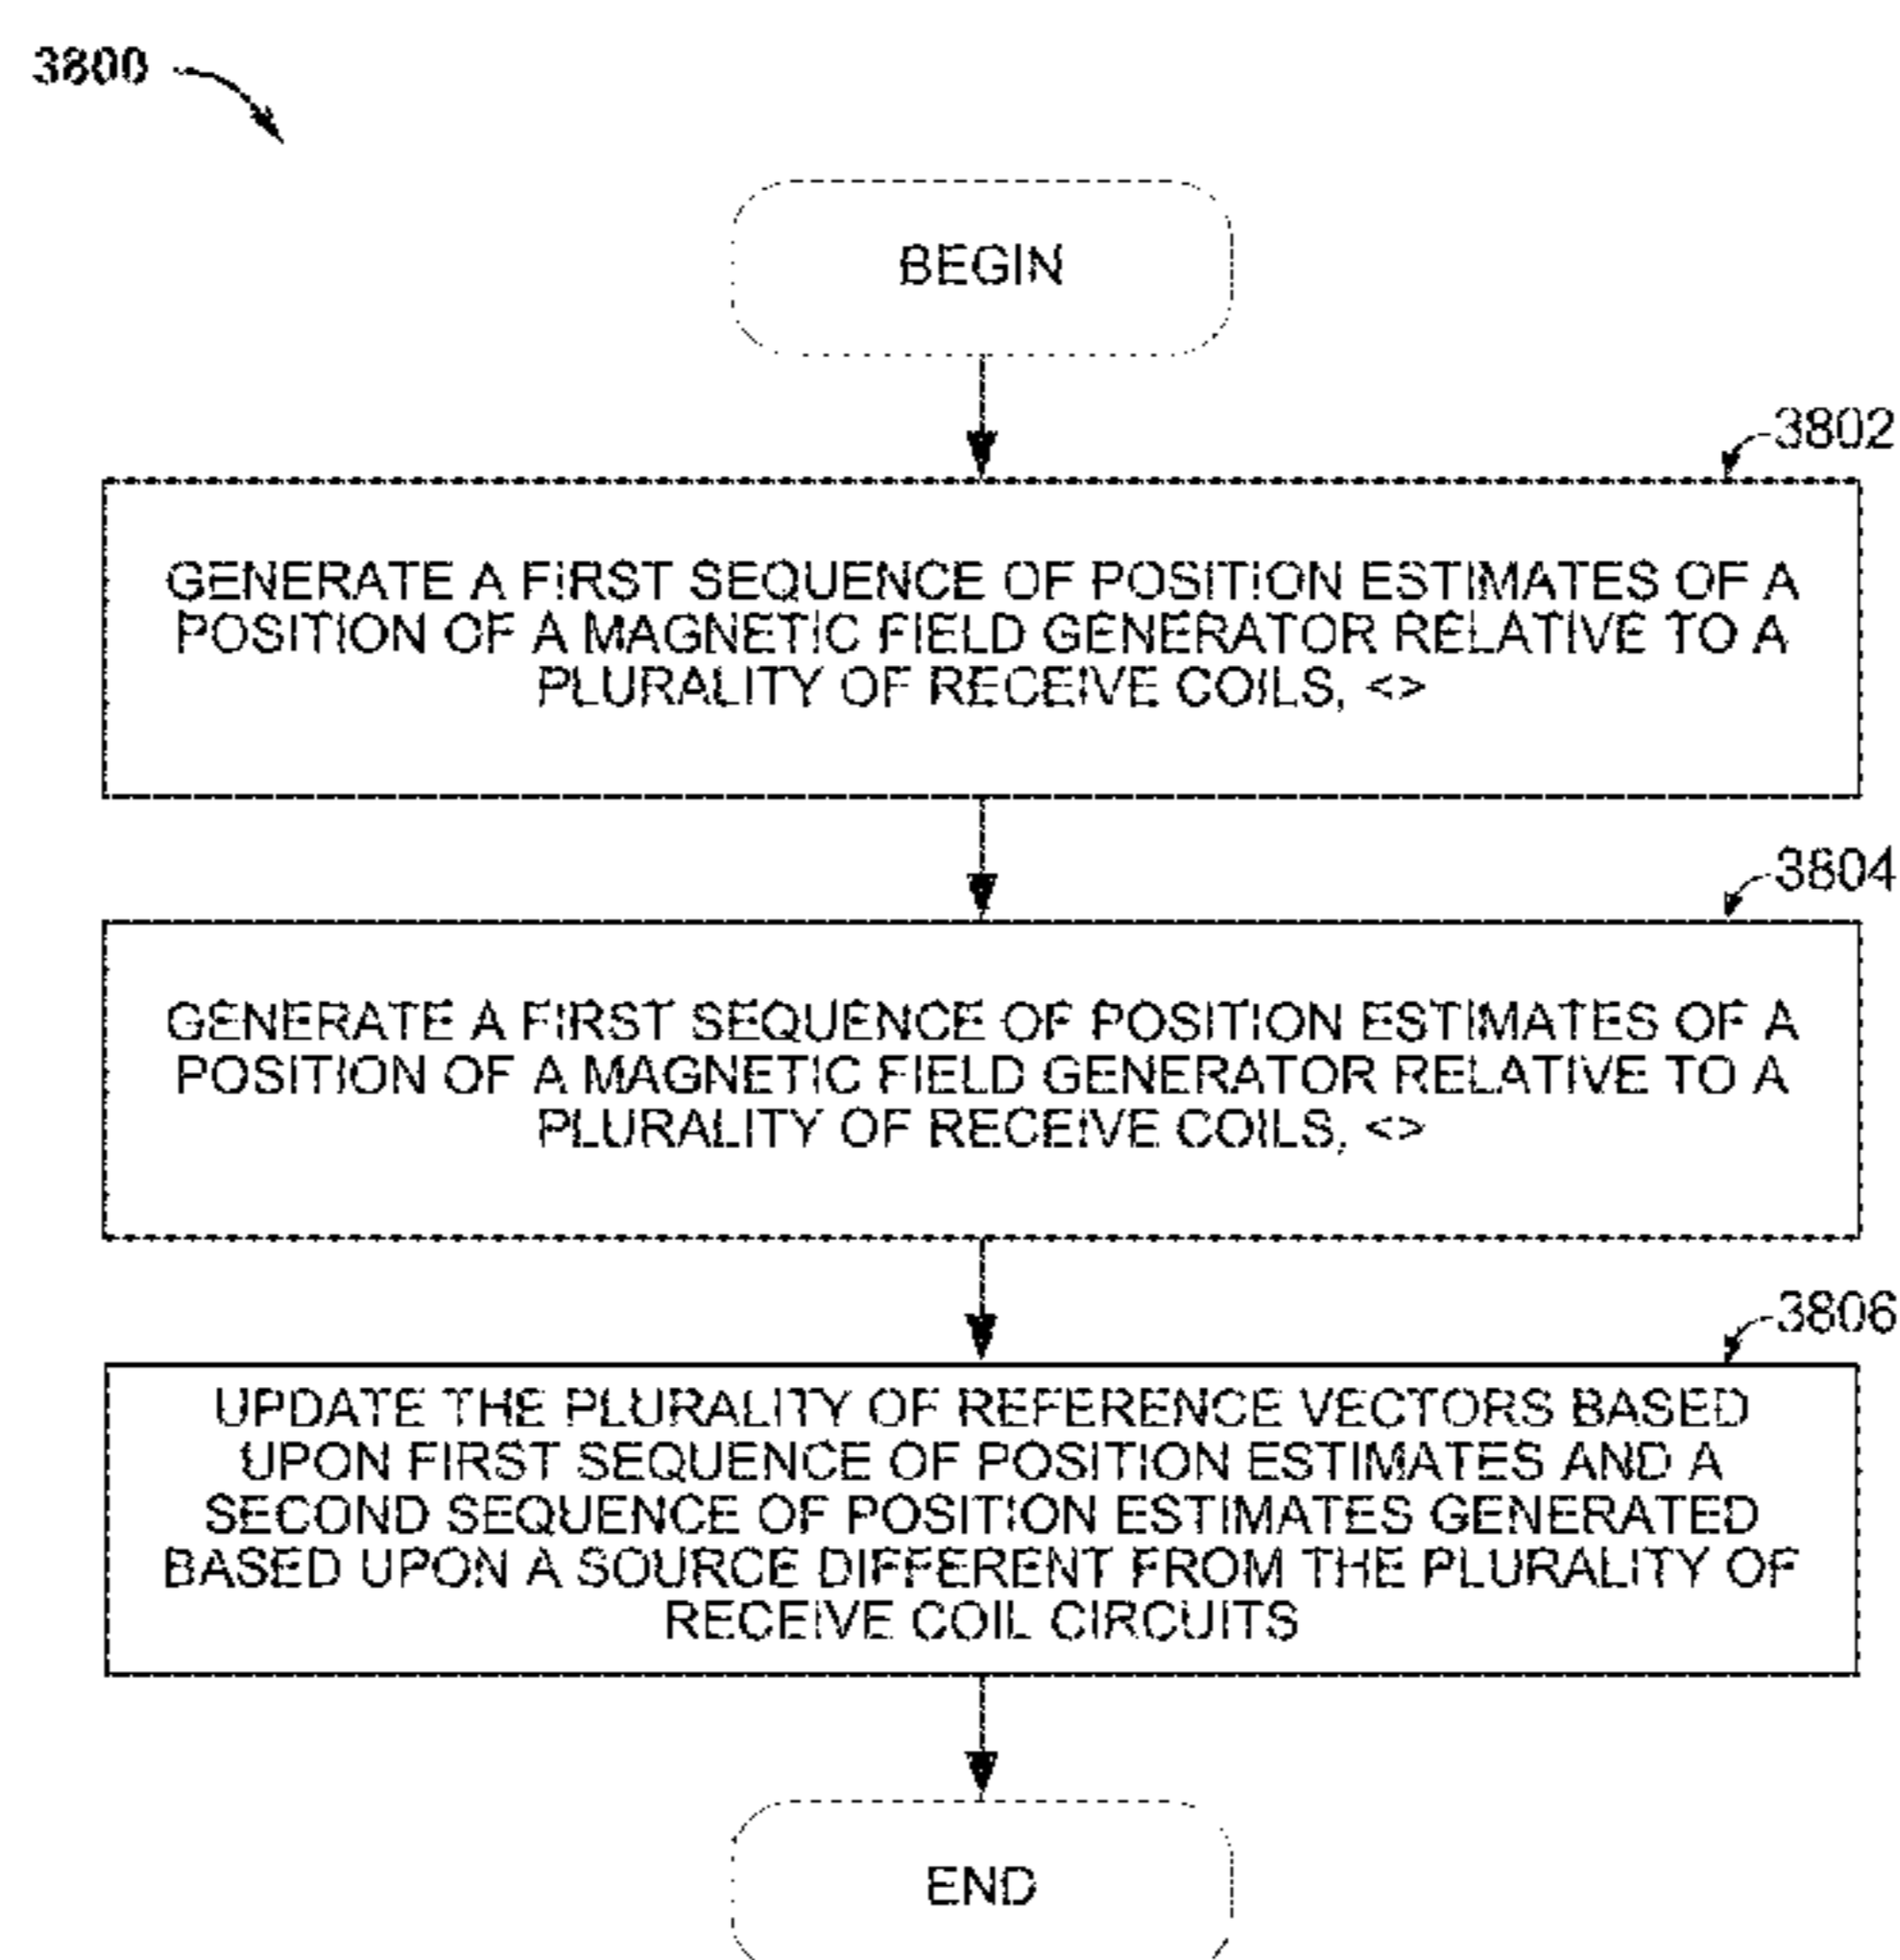 3800
BEGIN
3802
GENERATE A FIRST SEQUENCE OF POSITION ESTIMATES OF A
POSITION OF A MAGNETIC FIELD GENERATOR RELATIVE TO A
PLURALITY OF RECEIVE COILS, <>
3804
GENERATE A FIRST SEQUENCE OF POSITION ESTIMATES OF A
POSITION OF A MAGNETIC FIELD GENERATOR RELATIVE TO A
PLURALITY OF RECEIVE COILS, <>
3806
UPDATE THE PLURALITY OF REFERENCE VECTORS BASED
UPON FIRST SEQUENCE OF POSITION ESTIMATES AND A
SECOND SEQUENCE OF POSITION ESTIMATES GENERATED
BASED UPON A SOURCE DIFFERENT FROM THE PLURALITY OF
RECEIVE COIL CIRCUITS
END